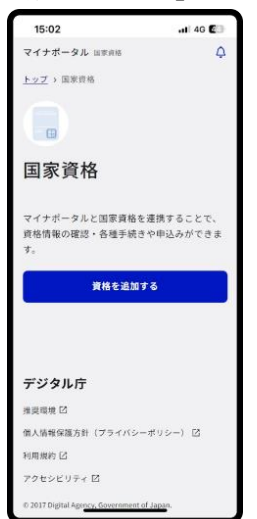 15:02
4G
マイナポータル 国家資格
トップ › 国家資格
国家資格
マイナポータルと国家資格を連携することで、
資格情報の確認・各種手続きや申込みができま
す。
資格を追加する
デジタル庁
推奨環境
個人情報保護方針（プライバシーポリシー）
利用規約
アクセシビリティ
© 2017 Digital Agency, Government of Japan.